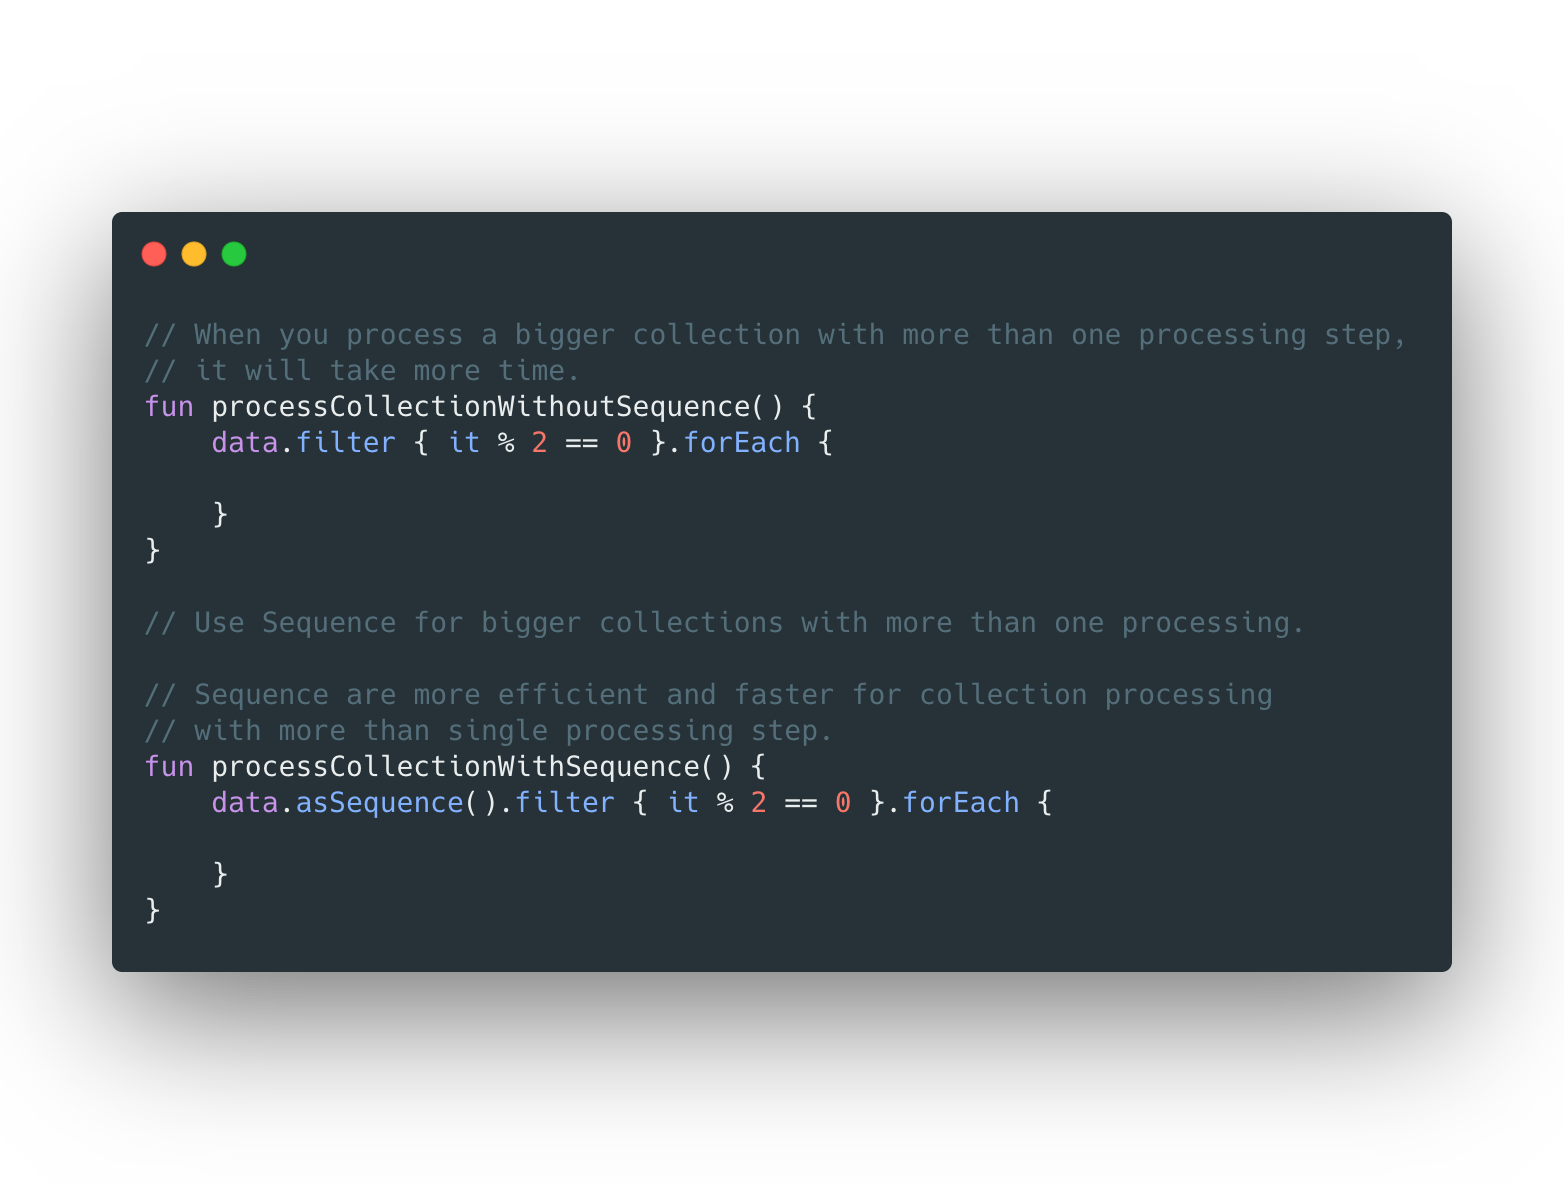 // When you process a bigger collection with more than one processing step,
// it will take more time.
fun processCollectionWithoutSequence() {
    data.filter { it % 2 == 0 }.forEach {
    }
}
// Use Sequence for bigger collections with more than one processing.
// Sequence are more efficient and faster for collection processing
// with more than single processing step.
fun processCollectionWithSequence() {
    data.asSequence().filter { it % 2 == 0 }.forEach {
    }
}